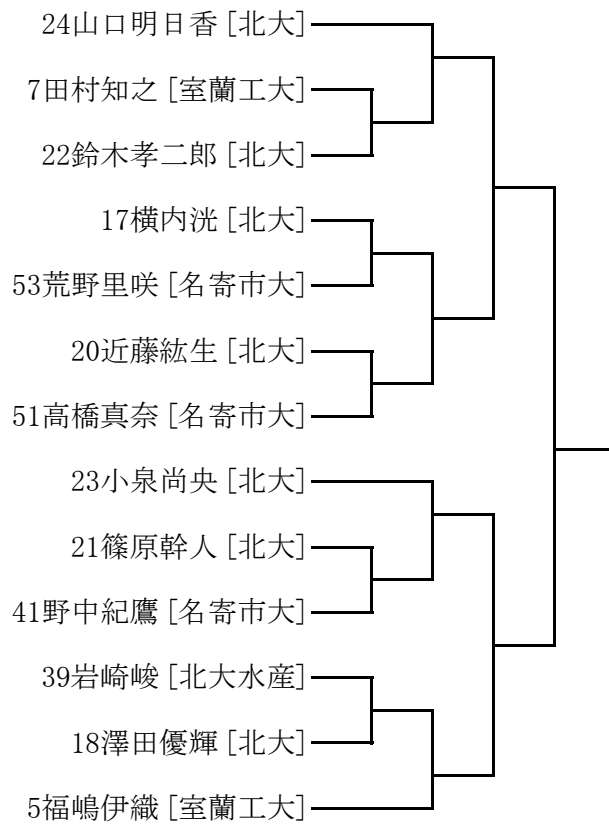 24山口明日香 [北大]
7田村知之 [室蘭工大]
22鈴木孝二郎 [北大]
17横内洸 [北大]
53荒野里咲 [名寄市大]
20近藤紘生 [北大]
51高橋真奈 [名寄市大]
23小泉尚央 [北大]
21篠原幹人 [北大]
41野中紀鷹 [名寄市大]
39岩崎峻 [北大水産]
18澤田優輝 [北大]
5福嶋伊織 [室蘭工大]